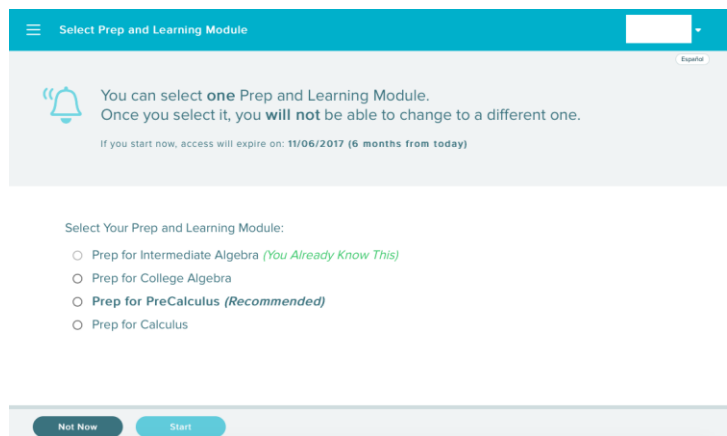 Select Prep and Learning Module
Español
You can select one Prep and Learning Module.
Once you select it, you will not be able to change to a different one.
If you start now, access will expire on: 11/06/2017 (6 months from today)
Select Your Prep and Learning Module:
Prep for Intermediate Algebra (You Already Know This)
Prep for College Algebra
Prep for PreCalculus (Recommended)
Prep for Calculus
Not Now
Start